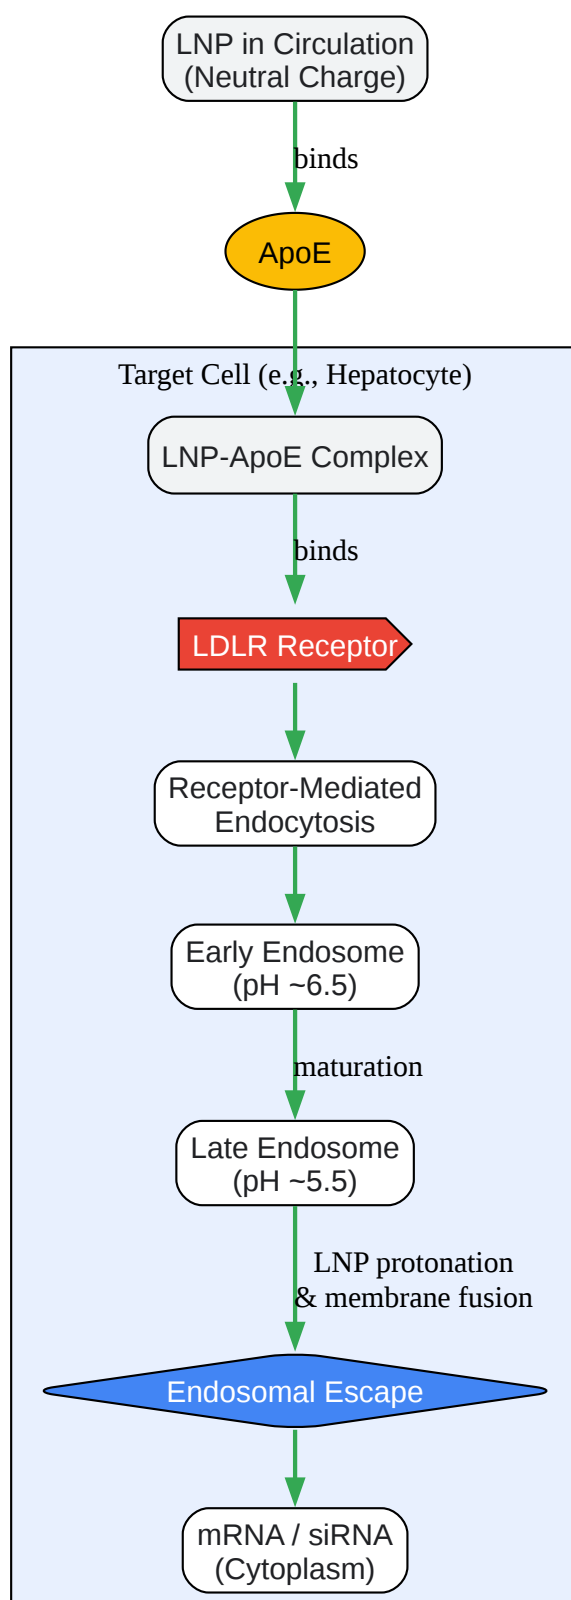 LNP in Circulation
(Neutral Charge)
binds
ApoE
Target Cell (e.g., Hepatocyte)
LNP-ApoE Complex
binds
LDLR Receptor
Receptor-Mediated
Endocytosis
Early Endosome
(pH ~6.5)
maturation
Late Endosome
(pH ~5.5)
LNP protonation
& membrane fusion
Endosomal Escape
mRNA / siRNA
(Cytoplasm)